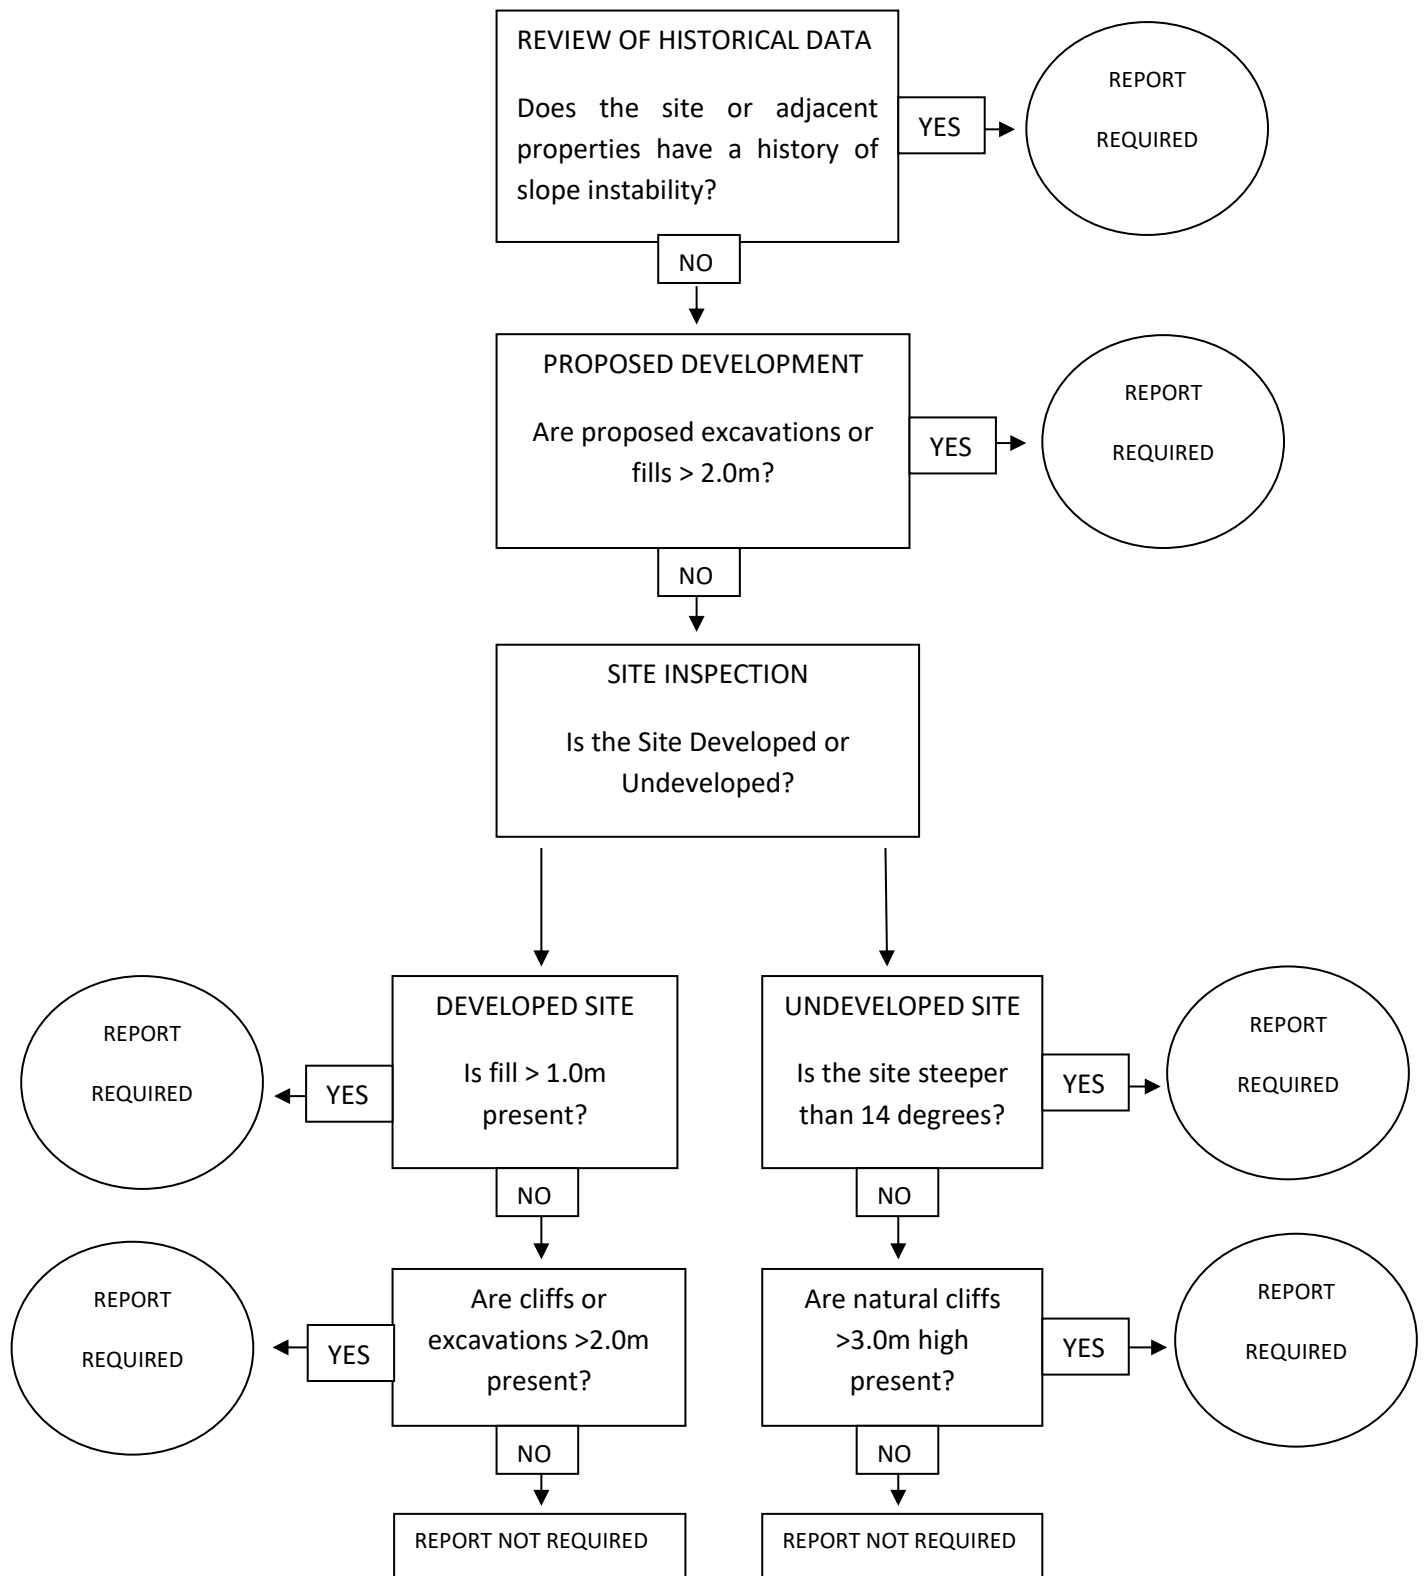 REVIEW OF HISTORICAL DATA
Does the site or adjacent
properties have a history of
slope instability?
YES
REPORT
REQUIRED
NO
PROPOSED DEVELOPMENT
Are proposed excavations or
fills > 2.0m?
YES
REPORT
REQUIRED
NO
SITE INSPECTION
Is the Site Developed or
Undeveloped?
DEVELOPED SITE
Is fill > 1.0m
present?
YES
REPORT
REQUIRED
NO
Are cliffs or
excavations >2.0m
present?
YES
REPORT
REQUIRED
NO
REPORT NOT REQUIRED
UNDEVELOPED SITE
Is the site steeper
than 14 degrees?
YES
REPORT
REQUIRED
NO
Are natural cliffs
>3.0m high
present?
YES
REPORT
REQUIRED
NO
REPORT NOT REQUIRED